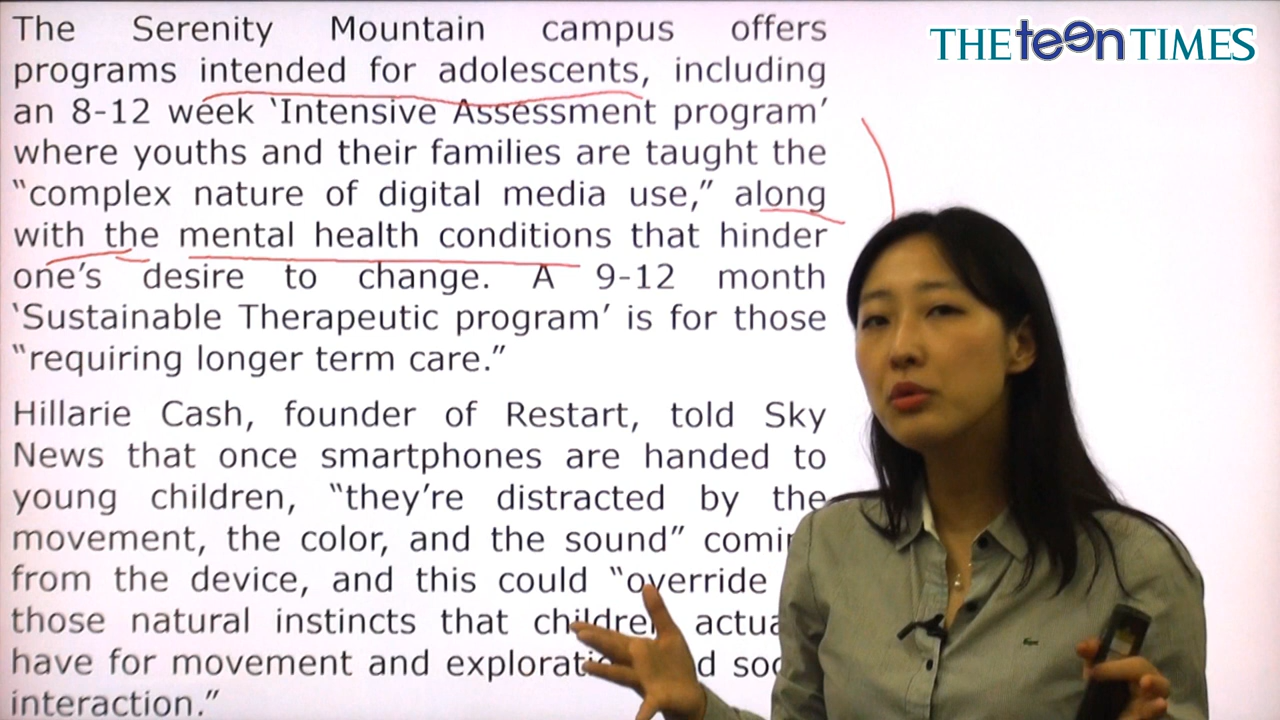 THE teen TIMES
The Serenity Mountain campus offers
programs intended for adolescents, including
an 8-12 week ‘Intensive Assessment program’
where youths and their families are taught the
“complex nature of digital media use,” along
with the mental health conditions that hinder
one’s desire to change. A 9-12 month
‘Sustainable Therapeutic program’ is for those
“requiring longer term care.”
Hillarie Cash, founder of Restart, told Sky
News that once smartphones are handed to
young children, “they’re distracted by the
movement, the color, and the sound”
from the device, and this could “override
those natural instincts that children
have for movement and
interaction.”